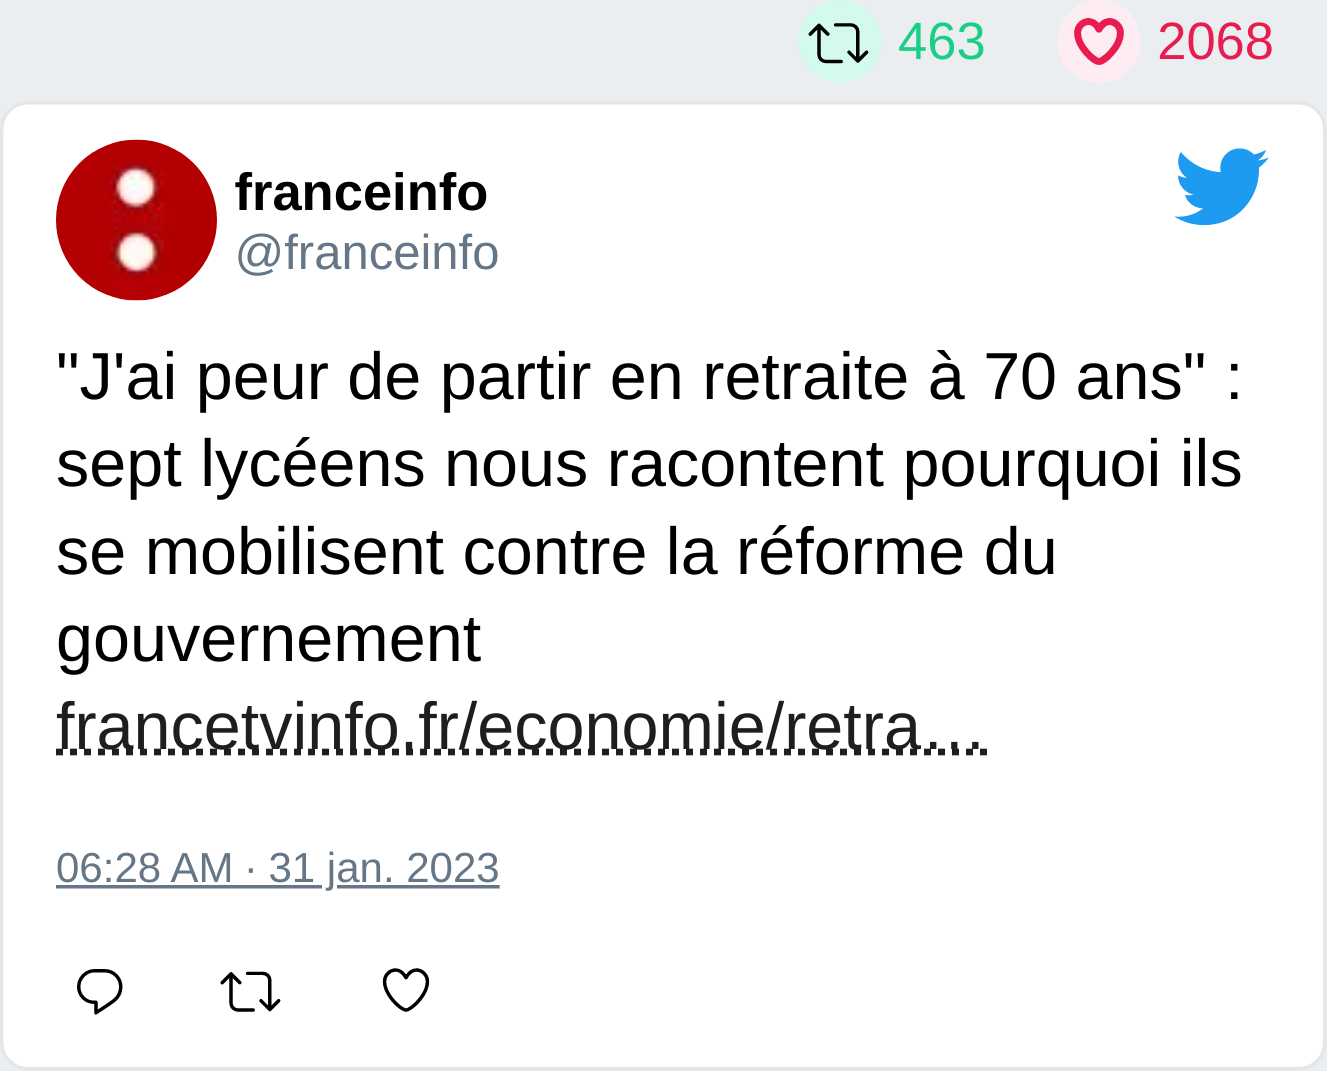 463 2068
franceinfo
@franceinfo
"J'ai peur de partir en retraite à 70 ans" :
sept lycéens nous racontent pourquoi ils
se mobilisent contre la réforme du
gouvernement
francetvinfo.fr/economie/retra…
06:28 AM · 31 jan. 2023